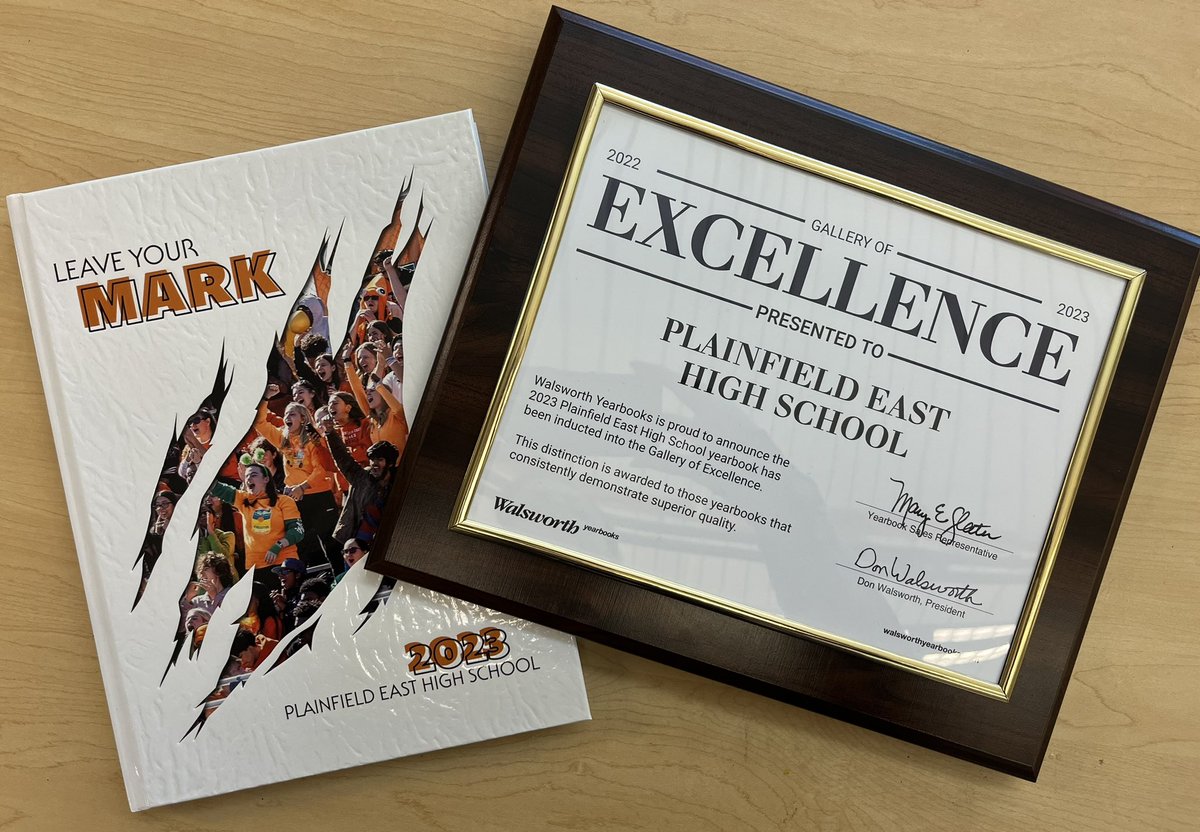 LEAVE YOUR
MARK
2023
PLAINFIELD EAST HIGH SCHOOL
2022
GALLERY OF
EXCELLENCE
2023
PRESENTED TO
PLAINFIELD EAST
HIGH SCHOOL
Walsworth Yearbooks is proud to announce the
2023 Plainfield East High School yearbook has
been inducted into the Gallery of Excellence.
This distinction is awarded to those yearbooks that
consistently demonstrate superior quality.
Walsworth yearbooks
Yearbook Sales Representative
Don Walsworth
Don Walsworth, President